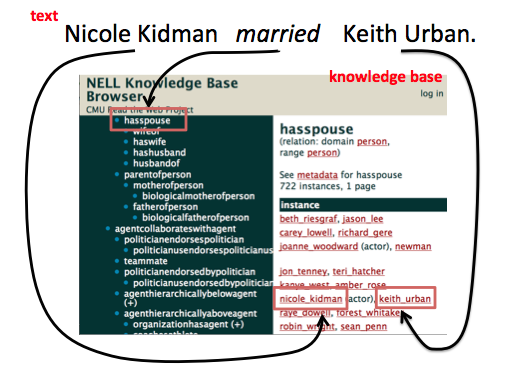 text
Nicole Kidman married Keith Urban.
NELL Knowledge Base
Browser
CMU Read the Web Project
knowledge base
log in
hasspouse
wifeof
haswife
hashusband
husbandof
parentofperson
motherofperson
biologicalmotherofperson
fatherofperson
biologicalfatherofperson
agentcollaborateswithagent
politicianendorsespolitician
politicianusendorsespoliticianus
teammate
politicianendorsedbypolitician
politicianusendorsedbypolitician
agenthierarchicallybelowagent
(+)
agenthierarchicallyaboveagent
organizationhasagent (+)
hasspouse
(relation: domain person,
range person)
See metadata for hasspouse
722 instances, 1 page
instance
beth_riesgraf, jason_lee
carey_lowell, richard_gere
joanne_woodward (actor), newman
jon_tenney, teri_hatcher
kanye_west, amber_rose
nicole_kidman (actor), keith_urban
raye_dowell, forest_whitaker
robin_wright, sean_penn